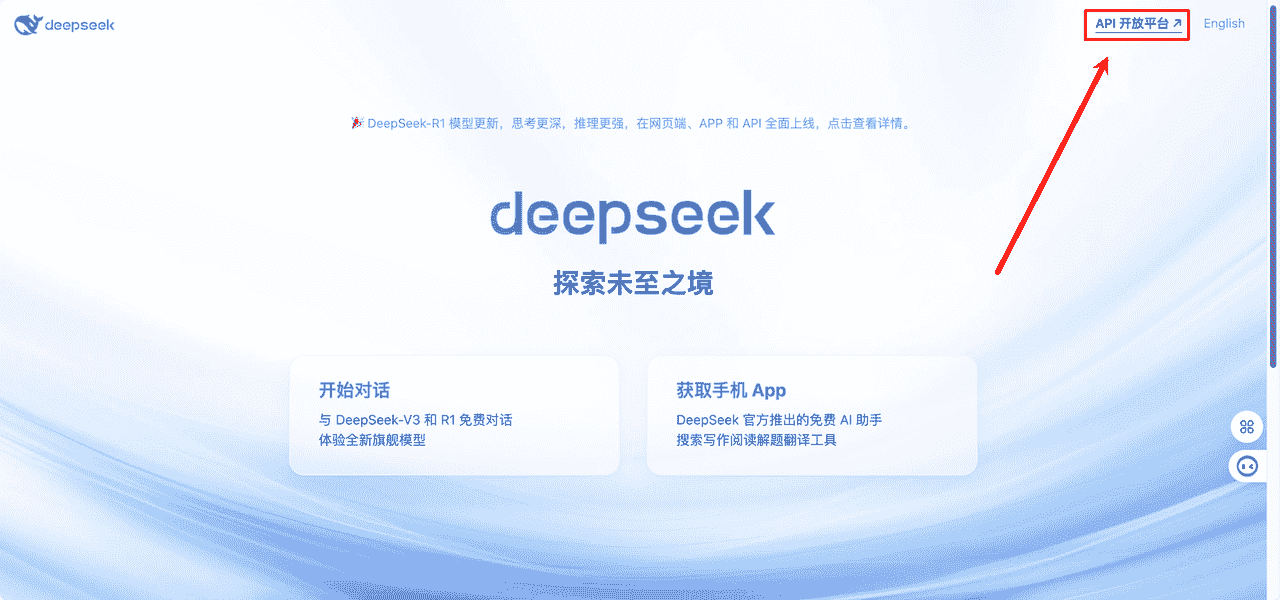 deepseek
API 开放平台 ↗
English
🎉 DeepSeek-R1 模型更新，思考更深，推理更强，在网页端、APP 和 API 全面上线，点击查看详情。
deepseek
探索未至之境
开始对话
与 DeepSeek-V3 和 R1 免费对话
体验全新旗舰模型
获取手机 App
DeepSeek 官方推出的免费 AI 助手
搜索写作阅读解题翻译工具